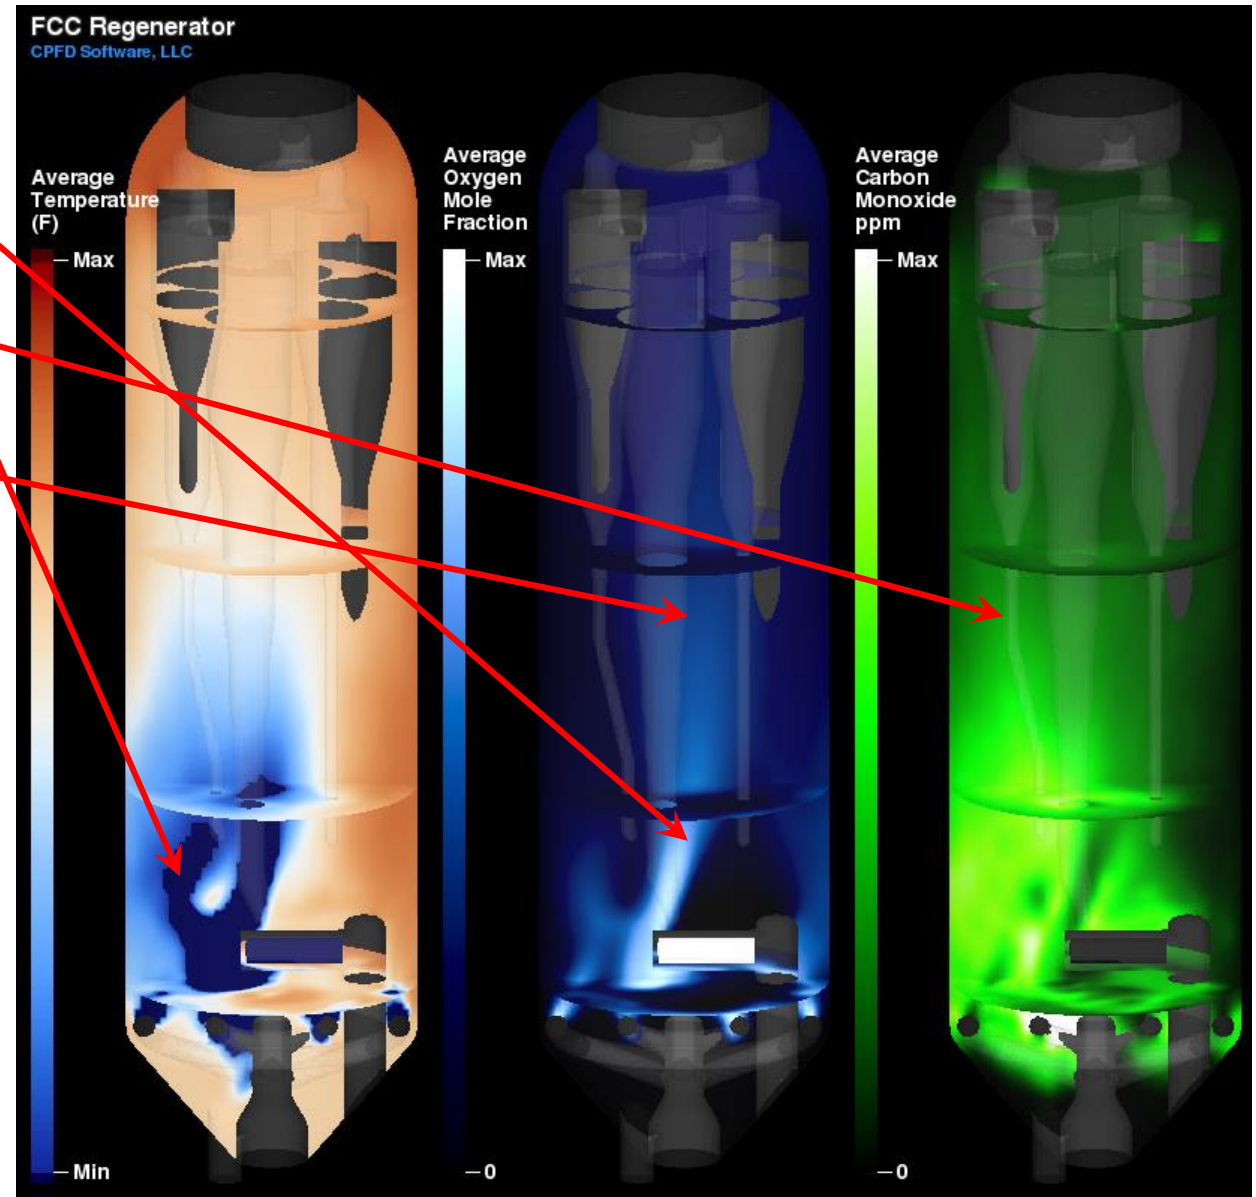 FCC Regenerator
CPFD Software, LLC
Average
Temperature
(F)
Max
Min
Average
Oxygen
Mole
Fraction
Max
0
Average
Carbon
Monoxide
ppm
Max
0